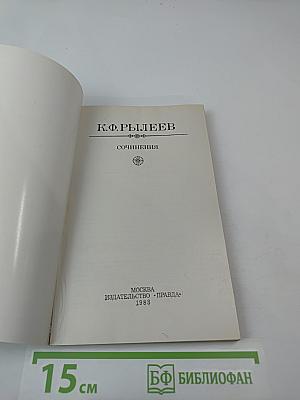 К.Ф.РЫЛЕЕВ
СОЧИНЕНИЯ
МОСКВА
ИЗДАТЕЛЬСТВО «ПРАВДА»
1983
15 см
БФ БИБЛИОФАН